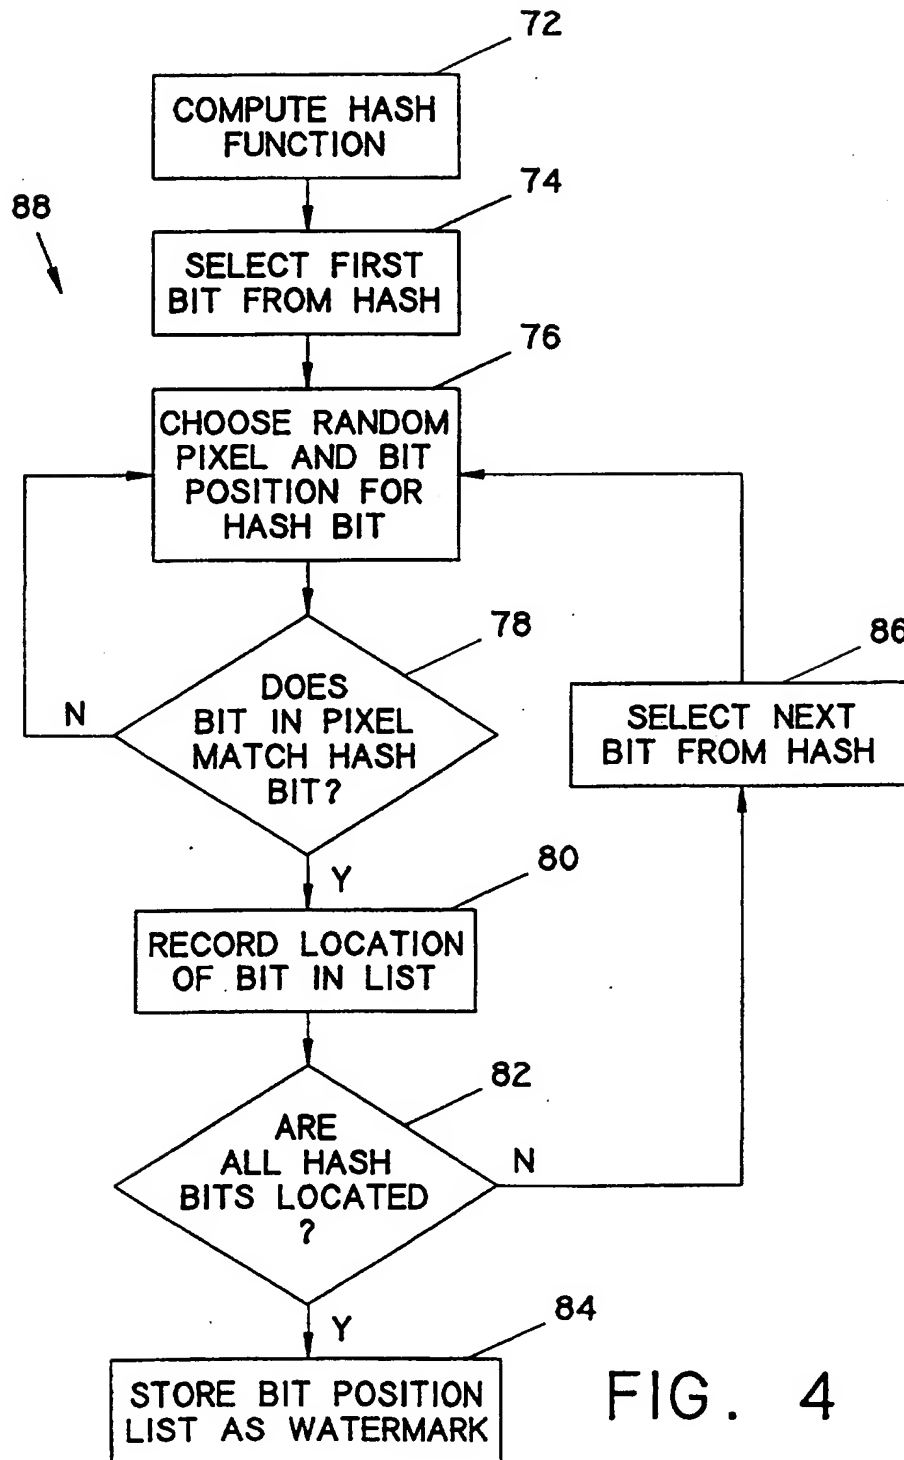 72
COMPUTE HASH
FUNCTION
74
88
SELECT FIRST
BIT FROM HASH
76
CHOOSE RANDOM
PIXEL AND BIT
POSITION FOR
HASH BIT
78
86
DOES
BIT IN PIXEL
MATCH HASH
BIT?
N
SELECT NEXT
BIT FROM HASH
Y
80
RECORD LOCATION
OF BIT IN LIST
82
ARE
ALL HASH
BITS LOCATED
?
N
Y
84
STORE BIT POSITION
LIST AS WATERMARK
FIG. 4